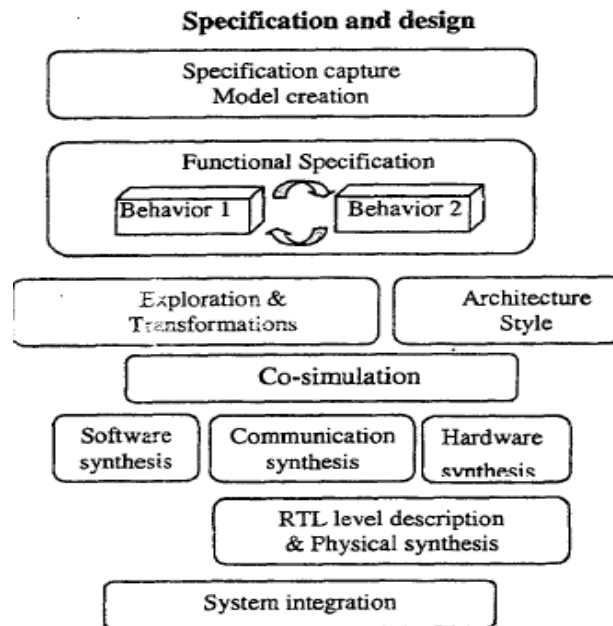 Specification and design
Specification capture
Model creation
Functional Specification
Behavior 1
Behavior 2
Exploration &
Transformations
Architecture
Style
Co-simulation
Software
synthesis
Communication
synthesis
Hardware
synthesis
RTL level description
& Physical synthesis
System integration